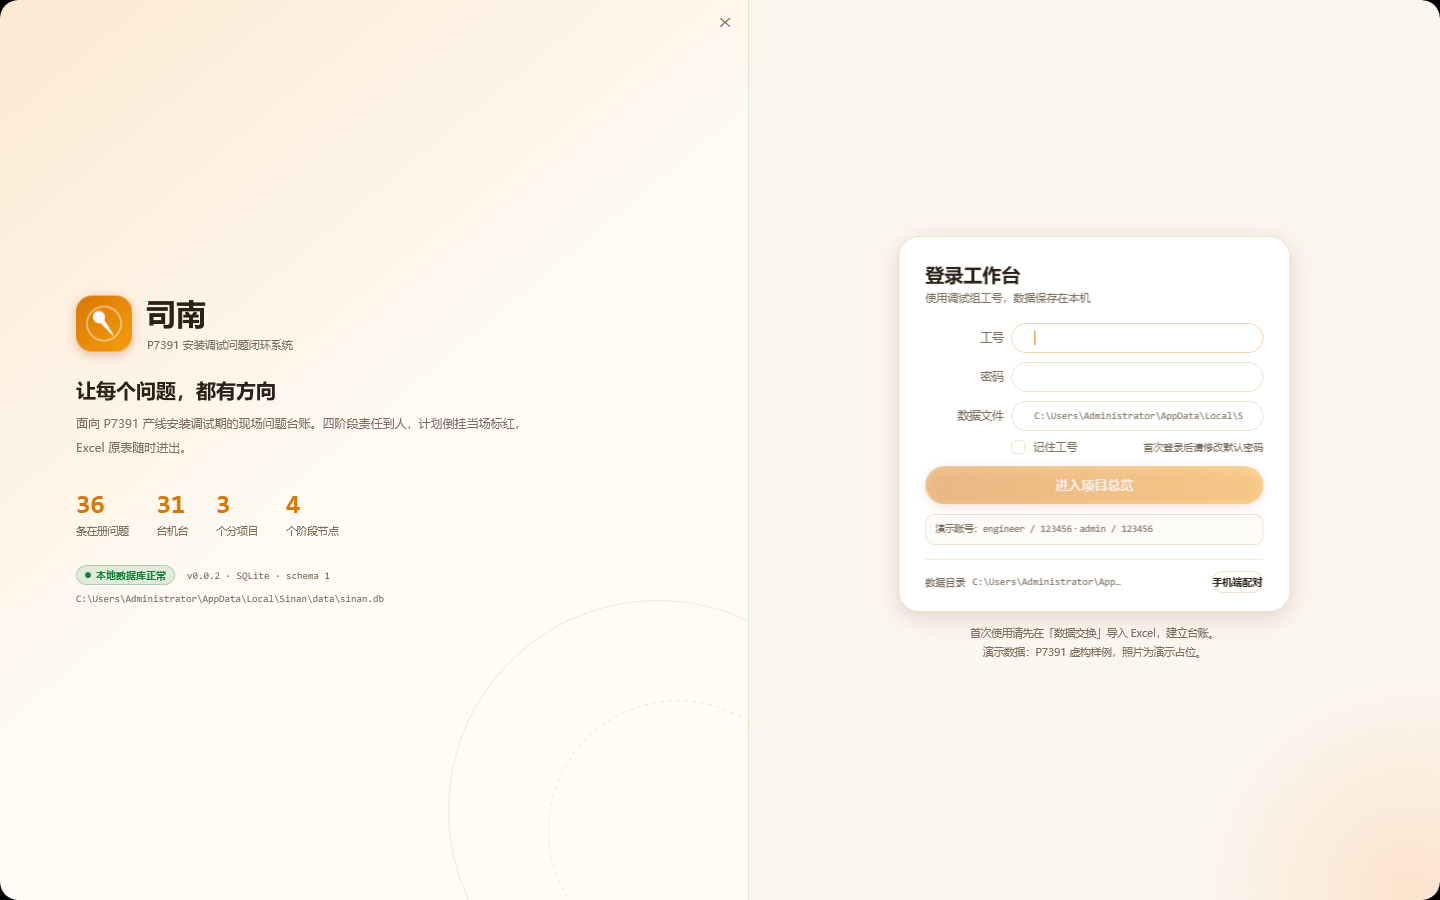 司南
P7391 安装调试问题闭环系统
让每个问题，都有方向
面向 P7391 产线安装调试期的现场问题台账。四阶段责任到人，计划倒挂当场标红，
Excel 原表随时进出。
36 31 3 4
条在册问题 台机台 个分项目 个阶段节点
本地数据库正常 v0.0.2 · SQLite · schema 1
C:\Users\Administrator\AppData\Local\Sinan\data\sinan.db
登录工作台
使用调试组工号，数据保存在本机
工号
密码
数据文件 C:\Users\Administrator\AppData\Local\S
记住工号 首次登录后请修改默认密码
进入项目总览
演示账号：engineer / 123456 · admin / 123456
数据目录 C:\Users\Administrator\App…
手机端配对
首次使用请先在「数据交换」导入 Excel，建立台账。
演示数据：P7391 虚构样例，照片为演示占位。